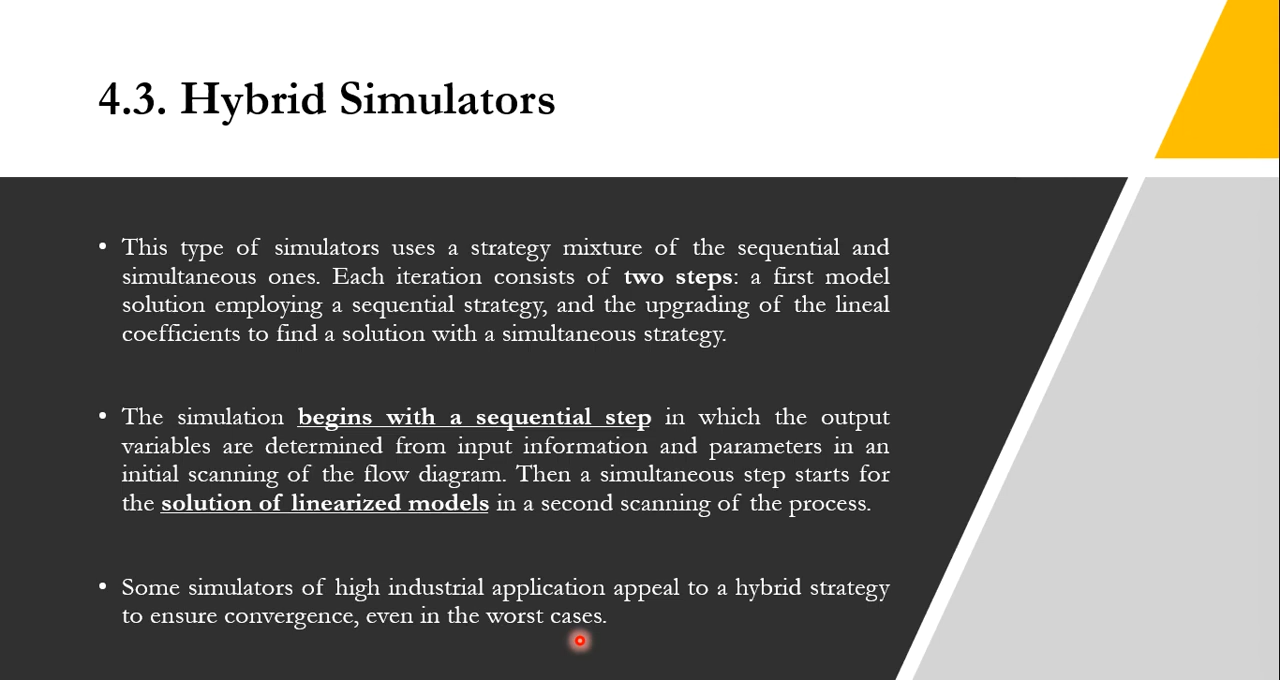 4.3. Hybrid Simulators
• This type of simulators uses a strategy mixture of the sequential and
simultaneous ones. Each iteration consists of two steps: a first model
solution employing a sequential strategy, and the upgrading of the lineal
coefficients to find a solution with a simultaneous strategy.
• The simulation begins with a sequential step in which the output
variables are determined from input information and parameters in an
initial scanning of the flow diagram. Then a simultaneous step starts for
the solution of linearized models in a second scanning of the process.
• Some simulators of high industrial application appeal to a hybrid strategy
to ensure convergence, even in the worst cases.